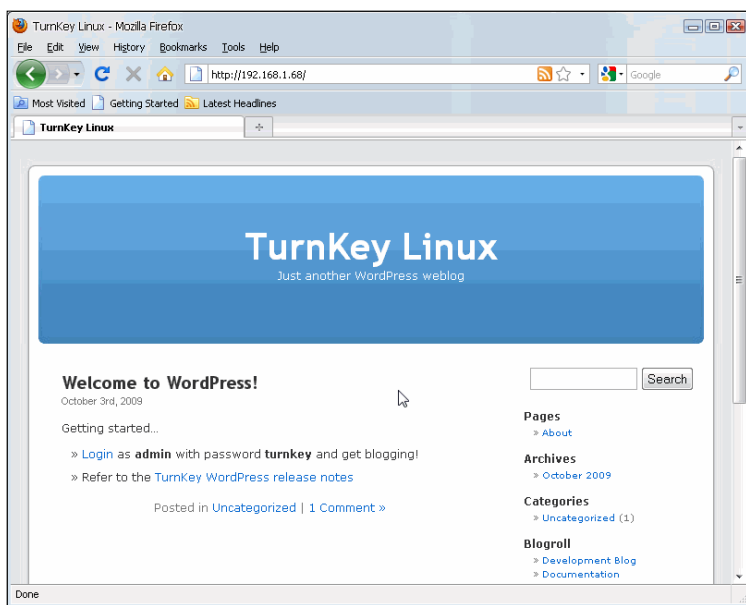 TurnKey Linux - Mozilla Firefox
File Edit View History Bookmarks Tools Help
http://192.168.1.68/
Google
Most Visited Getting Started Latest Headlines
TurnKey Linux
TurnKey Linux
Just another WordPress weblog
Welcome to WordPress!
October 3rd, 2009
Getting started...
» Login as admin with password turnkey and get blogging!
» Refer to the TurnKey WordPress release notes
Posted in Uncategorized | 1 Comment »
Search
Pages
» About
Archives
» October 2009
Categories
» Uncategorized (1)
Blogroll
» Development Blog
» Documentation
Done